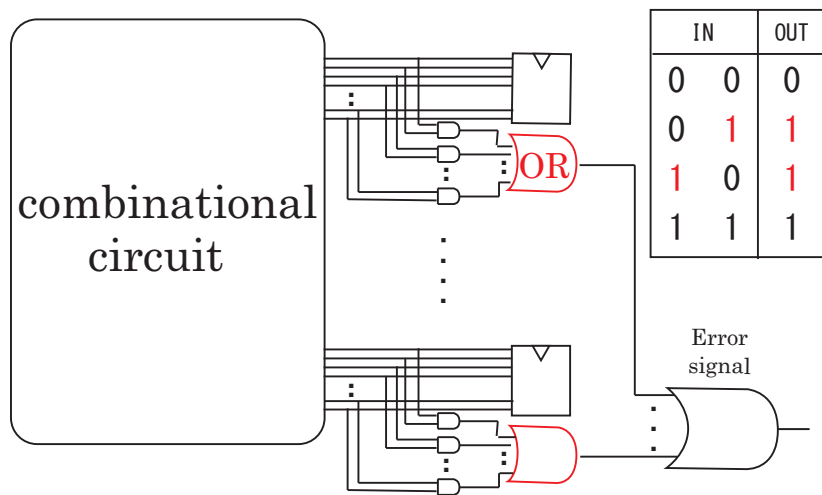 combinational
circuit
OR
IN OUT
0 0 0
0 1 1
1 0 1
1 1 1
Error
signal